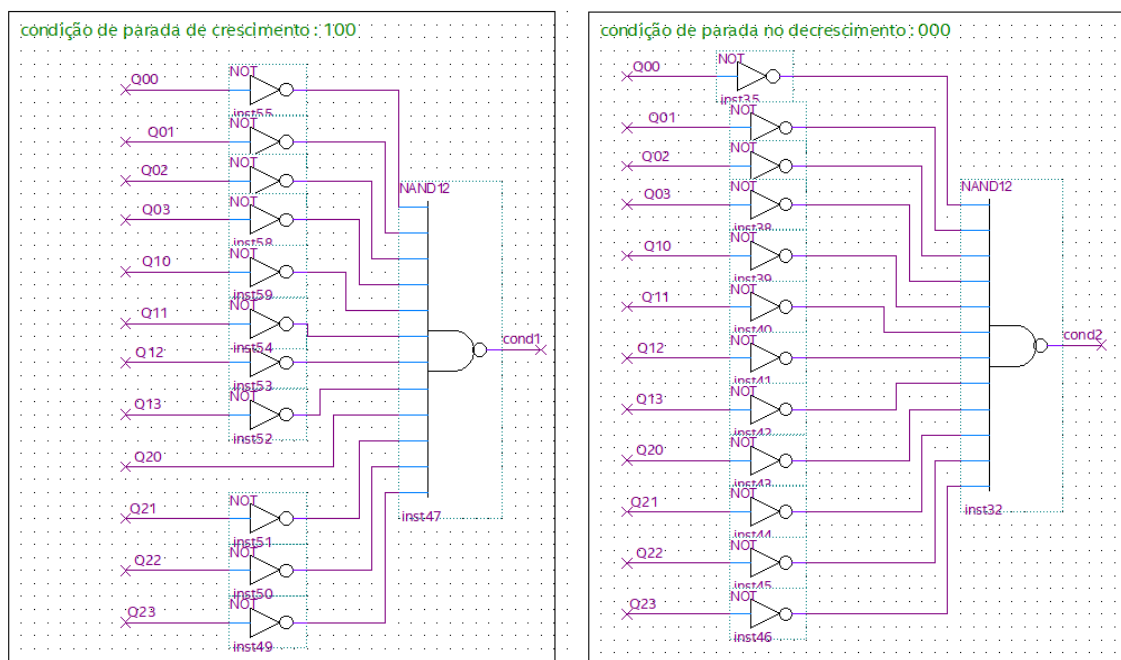 condição de parada de crescimento : 100
NOT
Q00
inst55
NOT
Q01
NOT
Q02
NOT
Q03
inst58
NOT
Q10
inst59
NOT
Q11
inst54
NOT
Q12
inst53
NOT
Q13
inst52
Q20
NOT
Q21
inst51
NOT
Q22
inst50
NOT
Q23
inst49
NAND12
inst47
cond1
condição de parada no decrescimento : 000
NOT
Q00
inst35
NOT
Q01
NOT
Q02
NOT
Q03
inst38
NOT
Q10
inst39
NOT
Q11
inst40
NOT
Q12
inst41
NOT
Q13
inst42
NOT
Q20
inst43
NOT
Q21
inst44
NOT
Q22
inst45
NOT
Q23
inst46
NAND12
inst32
cond2